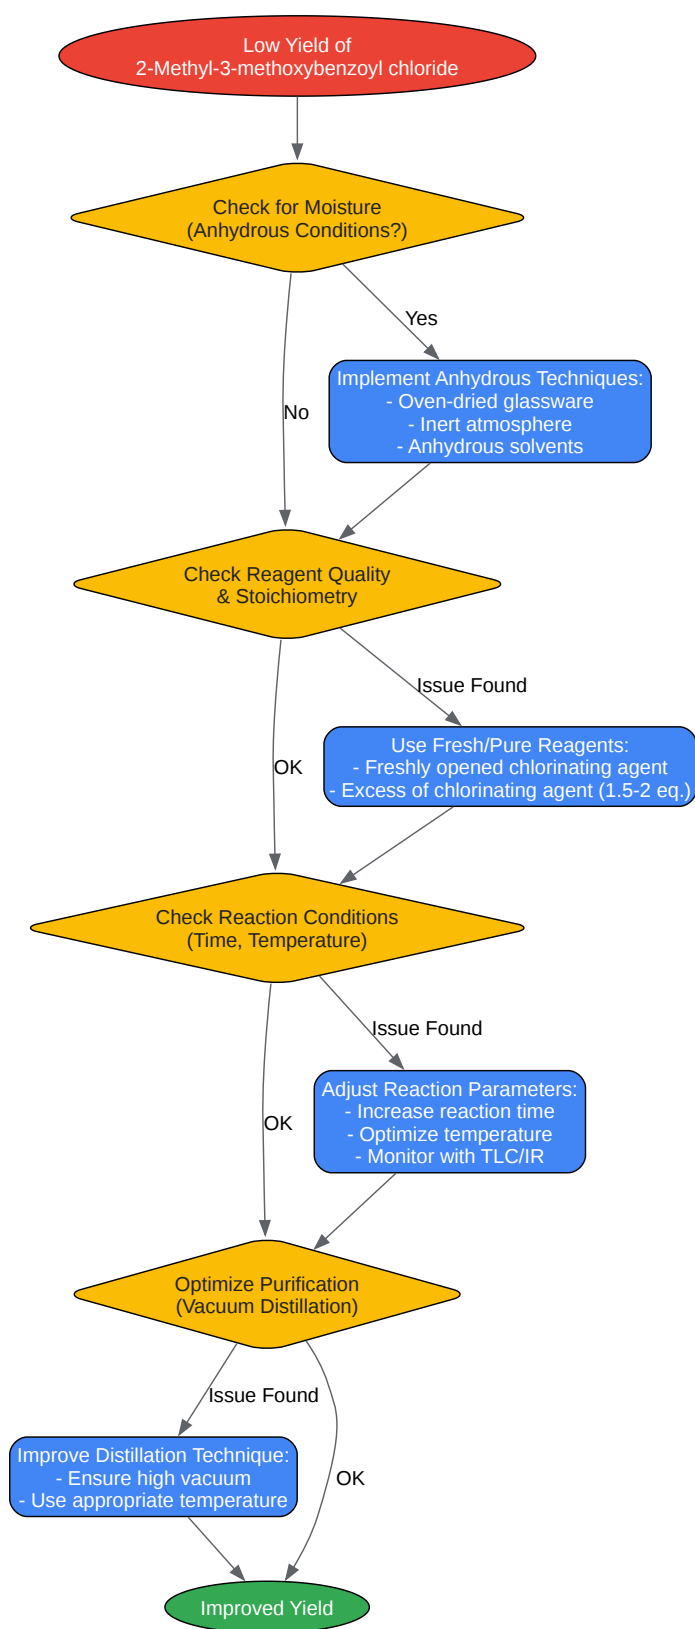 Low Yield of
2-Methyl-3-methoxybenzoyl chloride
Check for Moisture
(Anhydrous Conditions?)
Yes
Implement Anhydrous Techniques:
- Oven-dried glassware
- Inert atmosphere
- Anhydrous solvents
No
Check Reagent Quality
& Stoichiometry
Issue Found
Use Fresh/Pure Reagents:
- Freshly opened chlorinating agent
- Excess of chlorinating agent (1.5-2 eq.)
OK
Check Reaction Conditions
(Time, Temperature)
Issue Found
Adjust Reaction Parameters:
- Increase reaction time
- Optimize temperature
- Monitor with TLC/IR
OK
Optimize Purification
(Vacuum Distillation)
Issue Found
Improve Distillation Technique:
- Ensure high vacuum
- Use appropriate temperature
OK
Improved Yield